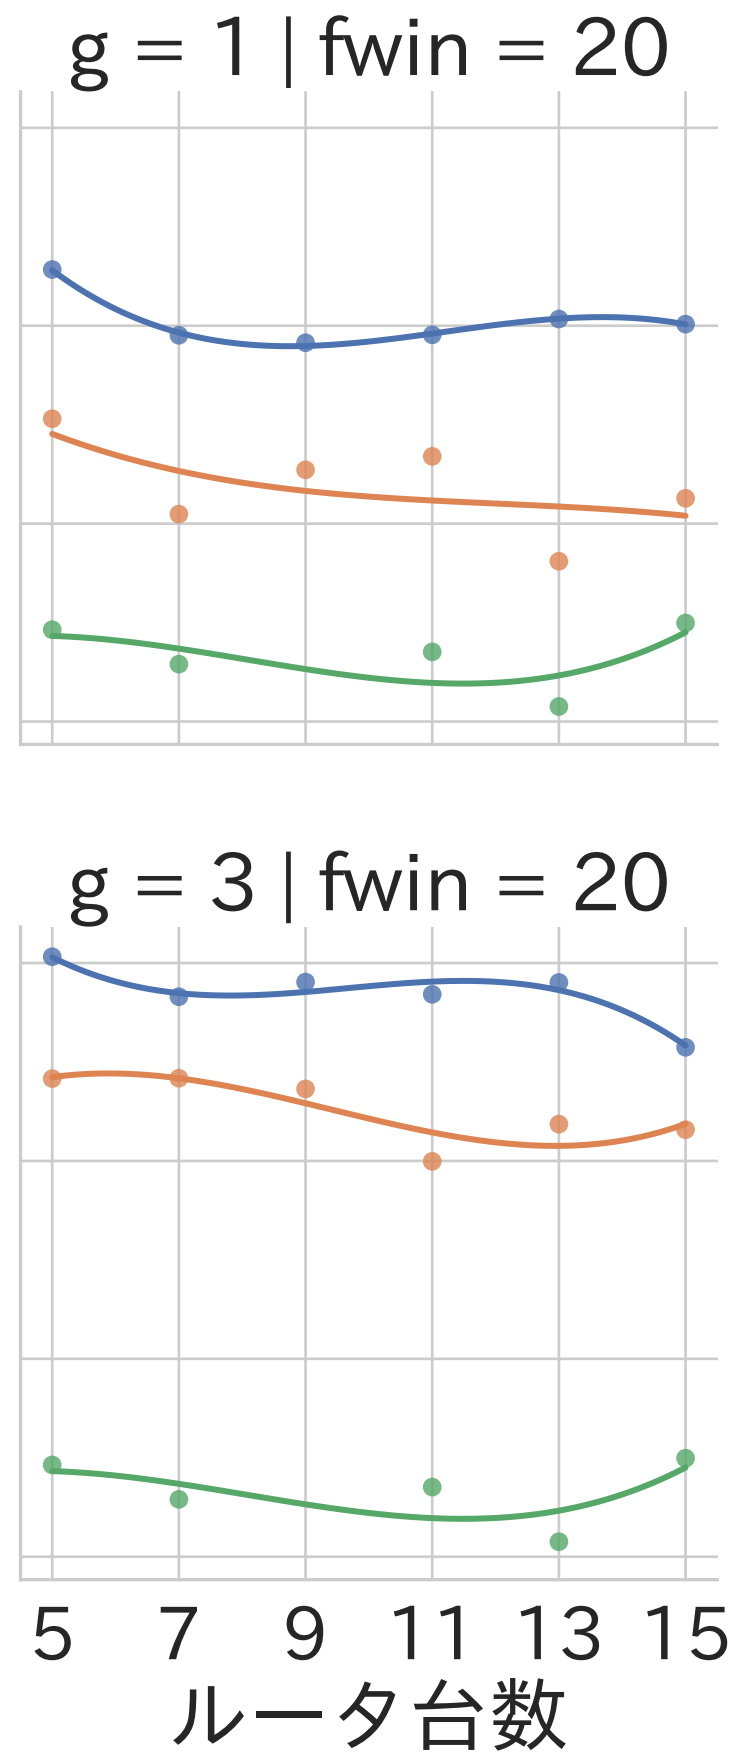 g = 1 | fwin = 20
g = 3 | fwin = 20
5 7 9 11 13 15
ルータ台数